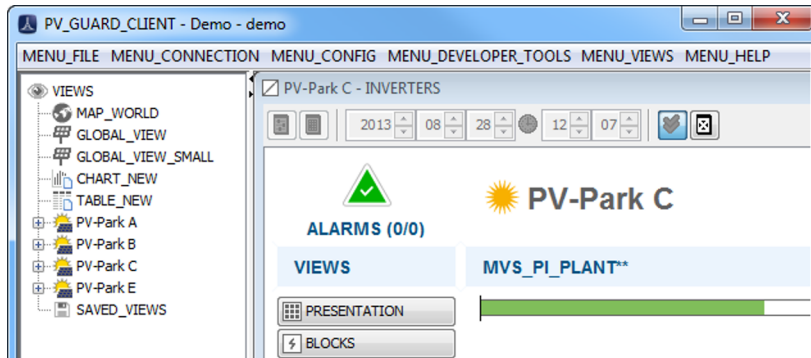 PV_GUARD_CLIENT - Demo - demo
MENU_FILE MENU_CONNECTION MENU_CONFIG MENU_DEVELOPER_TOOLS MENU_VIEWS MENU_HELP
VIEWS
MAP_WORLD
GLOBAL_VIEW
GLOBAL_VIEW_SMALL
CHART_NEW
TABLE_NEW
PV-Park A
PV-Park B
PV-Park C
PV-Park E
SAVED_VIEWS
PV-Park C - INVERTERS
2013 08 28 12 07
ALARMS (0/0)
PV-Park C
VIEWS
MVS_PI_PLANT**
PRESENTATION
BLOCKS